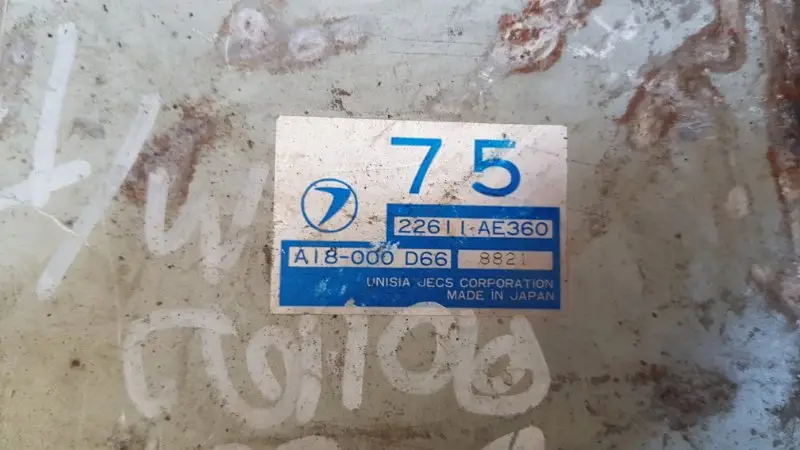 75
22611-AE360
A18-000 D66 8821
UNISIA JECS CORPORATION
MADE IN JAPAN